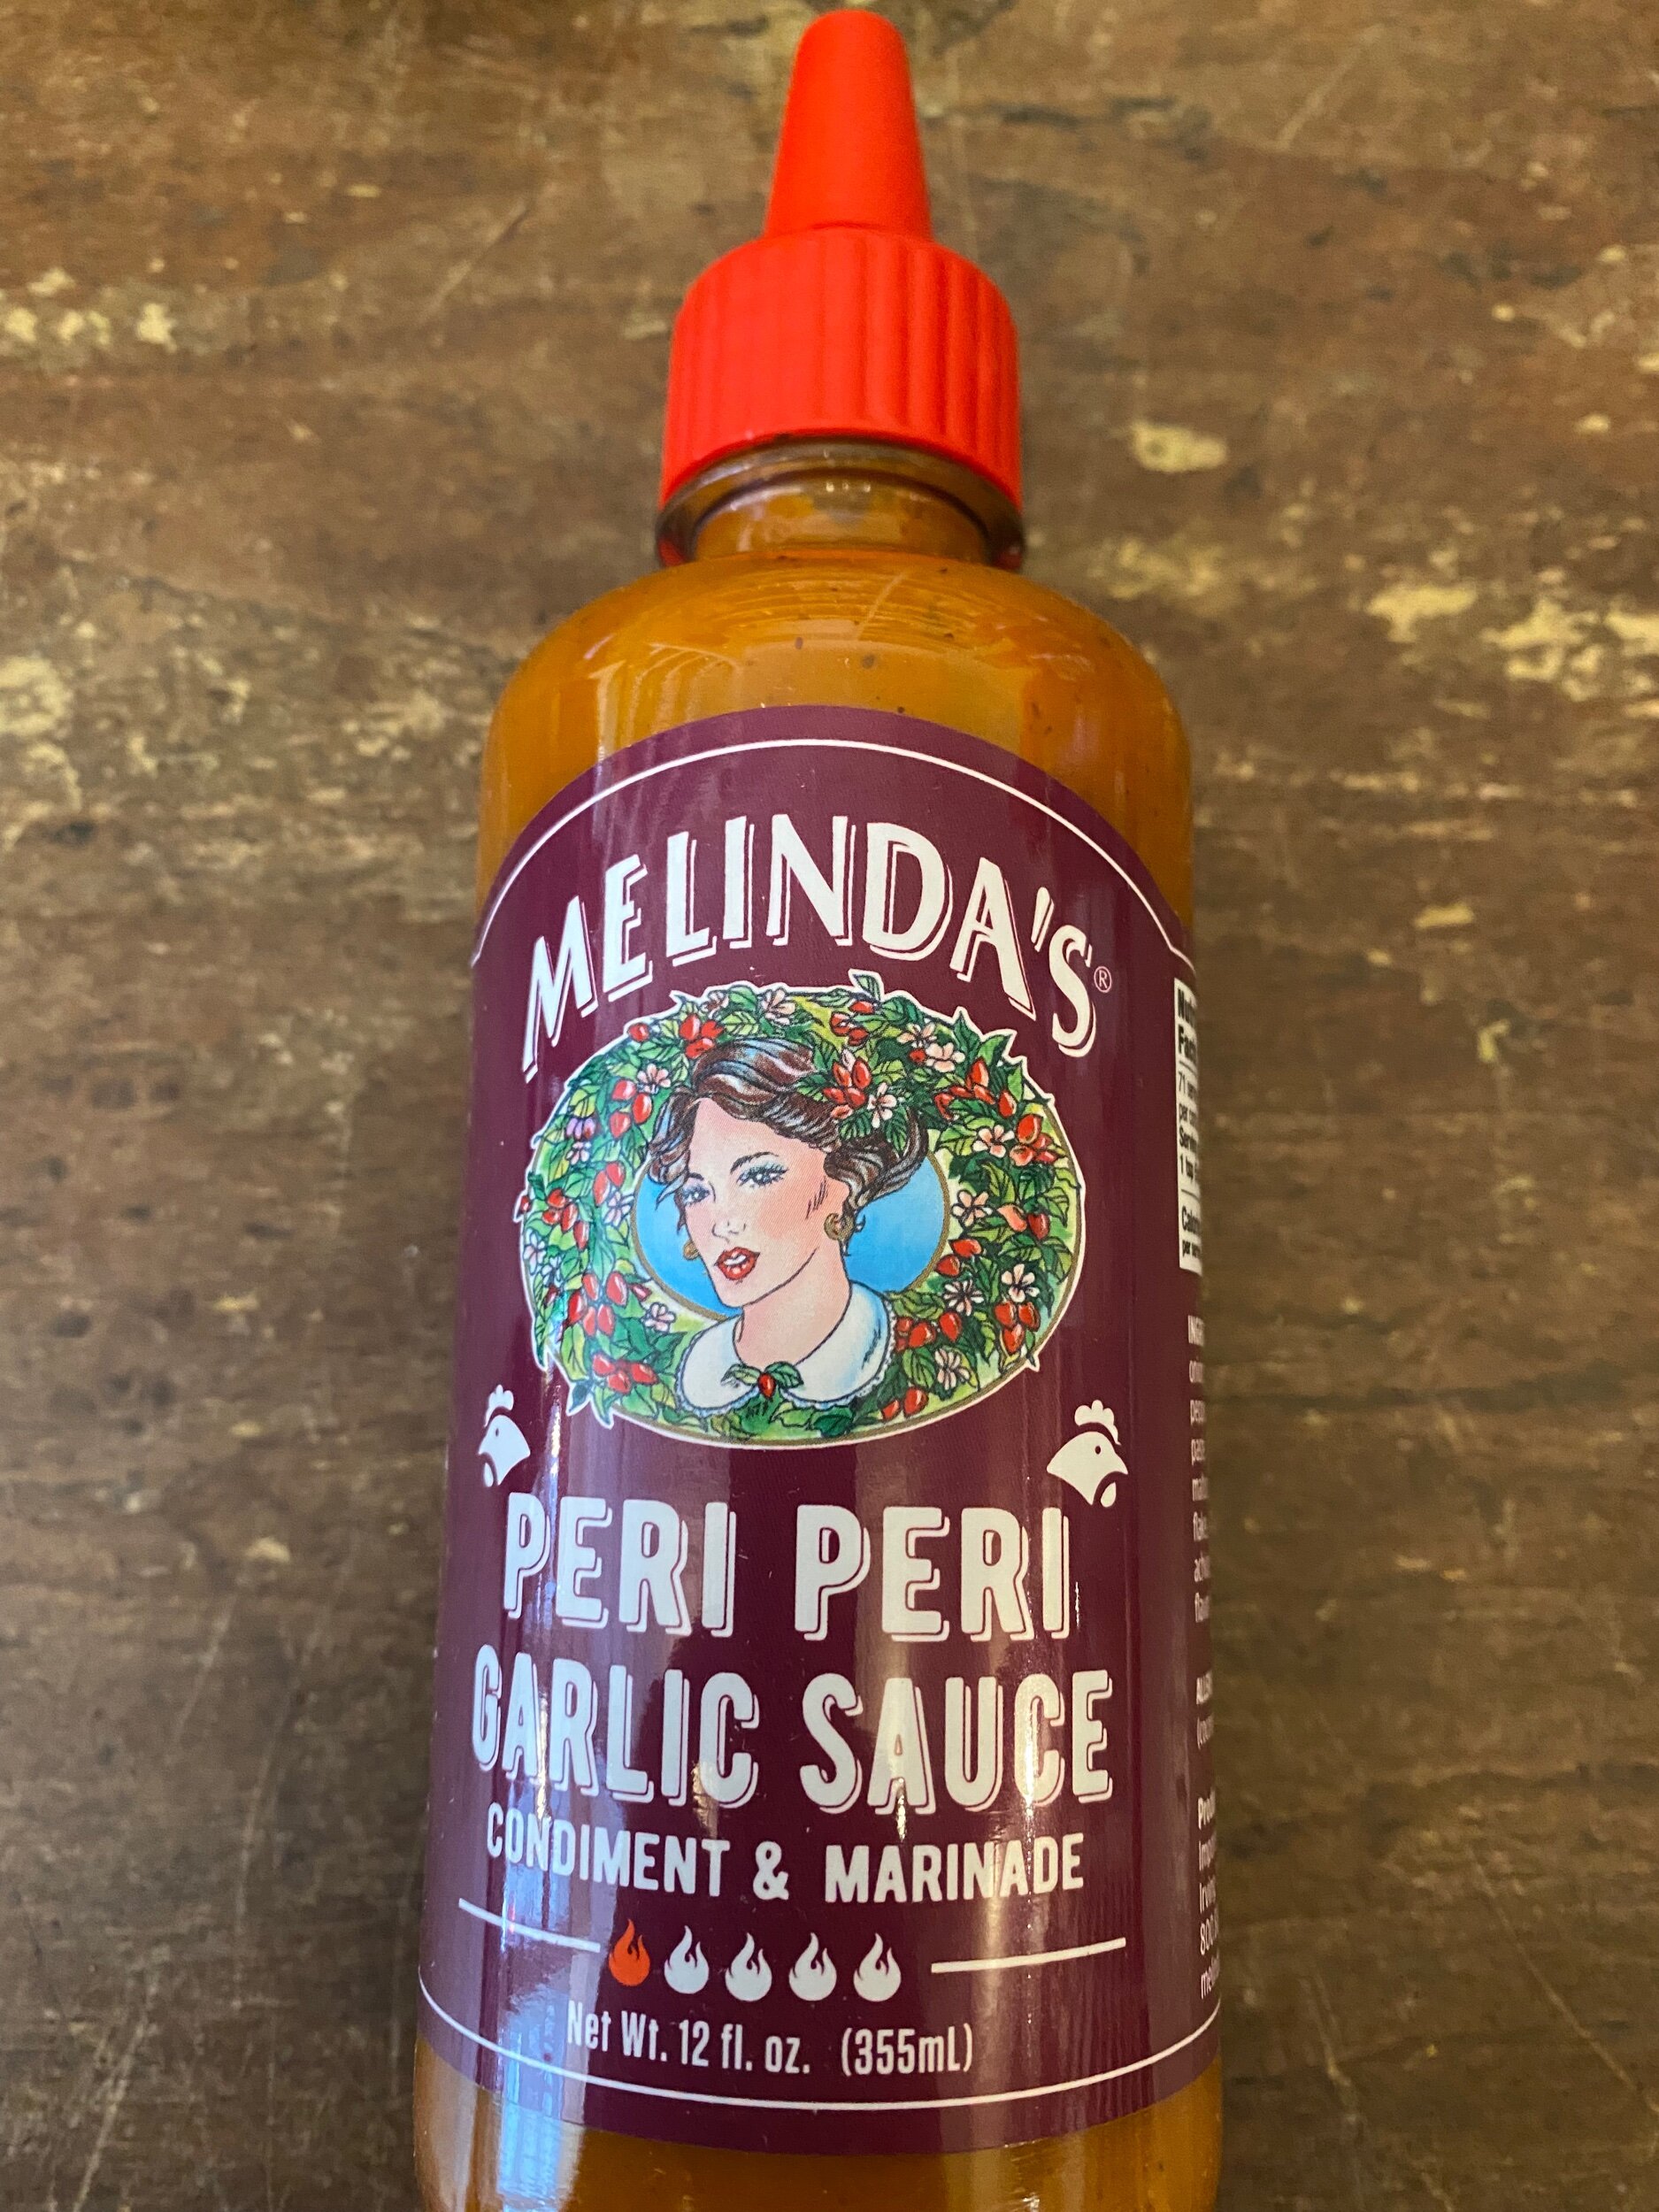 MELINDA'S®
PERI PERI
GARLIC SAUCE
CONDIMENT & MARINADE
Net Wt. 12 fl. oz. (355mL)